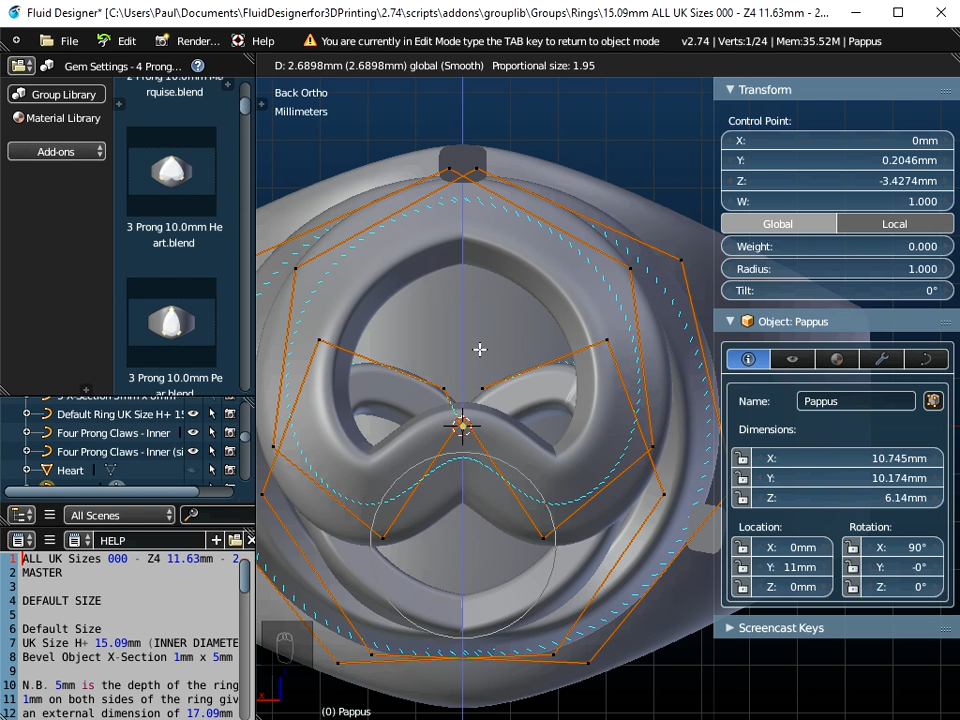 Fluid Designer* [C:\Users\Paul\Documents\FluidDesignerfor3DPrinting\2.74\scripts\addons\grouplib\Groups\Rings\15.09mm ALL UK Sizes 000 - Z4 11.63mm - 2...
File Edit Render... Help You are currently in Edit Mode type the TAB key to return to object mode v2.74 | Verts:1/24 | Mem:35.52M | Pappus
Gem Settings - 4 Prong...
D: 2.6898mm (2.6898mm) global (Smooth) Proportional size: 1.95
Group Library
Material Library
Add-ons
rquise.blend
3 Prong 10.0mm He
art.blend
3 Prong 10.0mm Pe
ar.blend
Back Ortho
Millimeters
Transform
Control Point:
X: 0mm
Y: 0.2046mm
Z: -3.4274mm
W: 1.000
Global Local
Weight: 0.000
Radius: 1.000
Tilt: 0°
Object: Pappus
Name: Pappus
Dimensions:
X: 10.745mm
Y: 10.174mm
Z: 6.14mm
Location: Rotation:
X: 0mm X: 90°
Y: 11mm Y: -0°
Z: 0mm Z: 0°
Screencast Keys
Default Ring UK Size H+ 1
Four Prong Claws - Inner
Four Prong Claws - Inner (si
Heart
All Scenes
HELP
1 ALL UK Sizes 000 - Z4 11.63mm - 2
2 MASTER
3
4 DEFAULT SIZE
5
6 Default Size
7 UK Size H+ 15.09mm (INNER DIAMETE
8 Bevel Object X-Section 1mm x 5mm
9
10 N.B. 5mm is the depth of the ring
11 1mm on both sides of the ring giv
12 an external dimension of 17.09mm
x
(0) Pappus